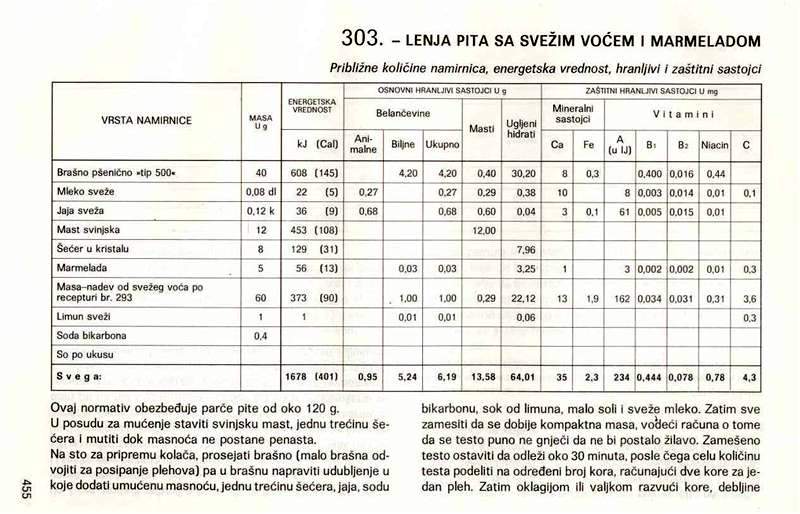 303. – LENJA PITA SA SVEŽIM VOĆEM I MARMELADOM
Približne količine namirnica, energetska vrednost, hranljivi i zaštitni sastojci
VRSTA NAMIRNICE MASA U g ENERGETSKA VREDNOST kJ (Cal) OSNOVNI HRANLJIVI SASTOJCI U g ZAŠTITNI HRANLJIVI SASTOJCI U mg
Belančevine Masti Ugljeni hidrati Mineralni sastojci Vitamini
Ani-malne Biljne Ukupno Ca Fe A (u IJ) B1 B2 Niacin C
Brašno pšenično »tip 500« 40 608 (145) 4,20 4,20 0,40 30,20 8 0,3 0,400 0,016 0,44
Mleko sveže 0,08 dl 22 (5) 0,27 0,27 0,29 0,38 10 8 0,003 0,014 0,01 0,1
Jaja sveža 0,12 k 36 (9) 0,68 0,68 0,60 0,04 3 0,1 61 0,005 0,015 0,01
Mast svinjska 12 453 (108) 12,00
Šećer u kristalu 8 129 (31) 7,96
Marmelada 5 56 (13) 0,03 0,03 3,25 1 3 0,002 0,002 0,01 0,3
Masa-nadev od svežeg voća po
recepturi br. 293 60 373 (90) 1,00 1,00 0,29 22,12 13 1,9 162 0,034 0,031 0,31 3,6
Limun sveži 1 1 0,01 0,01 0,06 0,3
Soda bikarbona 0,4
So po ukusu
Svega: 1678 (401) 0,95 5,24 6,19 13,58 64,01 35 2,3 234 0,444 0,078 0,78 4,3
Ovaj normativ obezbeđuje parče pite od oko 120 g.
U posudu za mućenje staviti svinjsku mast, jednu trećinu še-
ćera i mutiti dok masnoća ne postane penasta.
Na sto za pripremu kolača, prosejati brašno (malo brašna od-
vojiti za posipanje plehova) pa u brašnu napraviti udubljenje u
koje dodati umućenu masnoću, jednu trećinu šećera, jaja, sodu
bikarbonu, sok od limuna, malo soli i sveže mleko. Zatim sve
zamesiti da se dobije kompaktna masa, vodeći računa o tome
da se testo puno ne gnječi da ne bi postalo žilavo. Zamešeno
testo ostaviti da odleži oko 30 minuta, posle čega celu količinu
testa podeliti na određeni broj kora, računajući dve kore za je-
dan pleh. Zatim oklagijom ili valjkom razvući kore, debljine
455